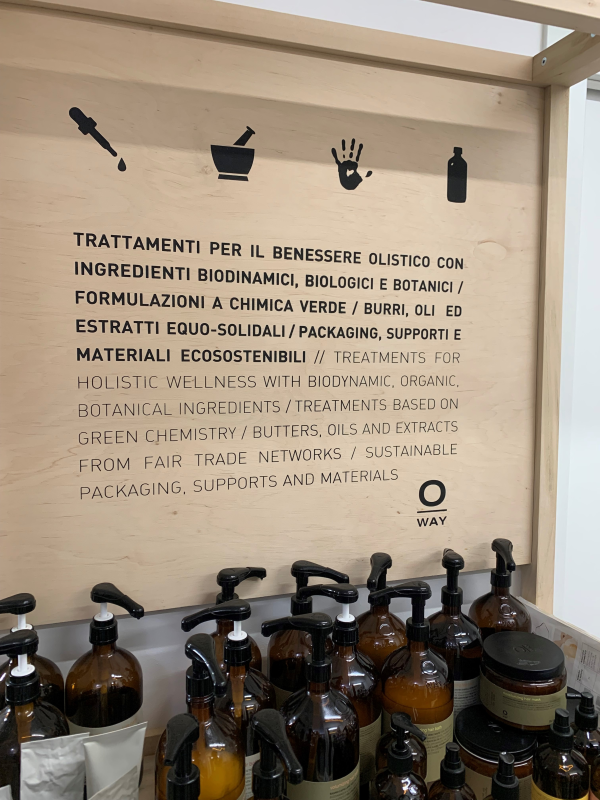 TRATTAMENTI PER IL BENESSERE OLISTICO CON
INGREDIENTI BIODINAMICI, BIOLOGICI E BOTANICI /
FORMULAZIONI A CHIMICA VERDE / BURRI, OLI ED
ESTRATTI EQUO-SOLIDALI / PACKAGING, SUPPORTI E
MATERIALI ECOSOSTENIBILI // TREATMENTS FOR
HOLISTIC WELLNESS WITH BIODYNAMIC, ORGANIC,
BOTANICAL INGREDIENTS / TREATMENTS BASED ON
GREEN CHEMISTRY / BUTTERS, OILS AND EXTRACTS
FROM FAIR TRADE NETWORKS / SUSTAINABLE
PACKAGING, SUPPORTS AND MATERIALS
O
WAY